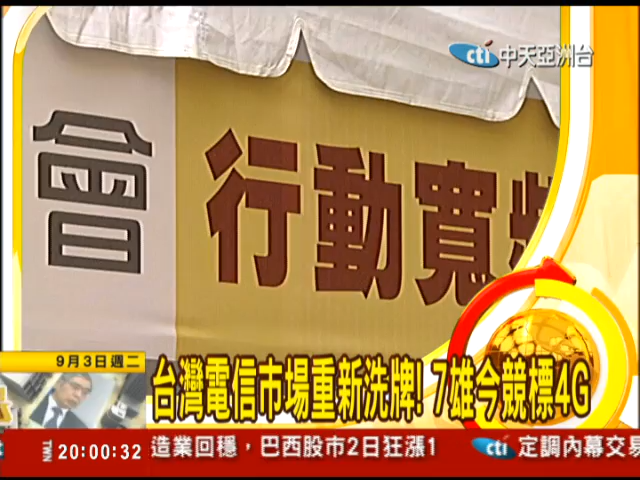 cti 中天亞洲台
會 行動寬
台灣電信市場重新洗牌! 7雄今競標4G
9月3日週二
TWN 20:00:32 造業回穩，巴西股市2日狂漲1 cti 定調內幕交易